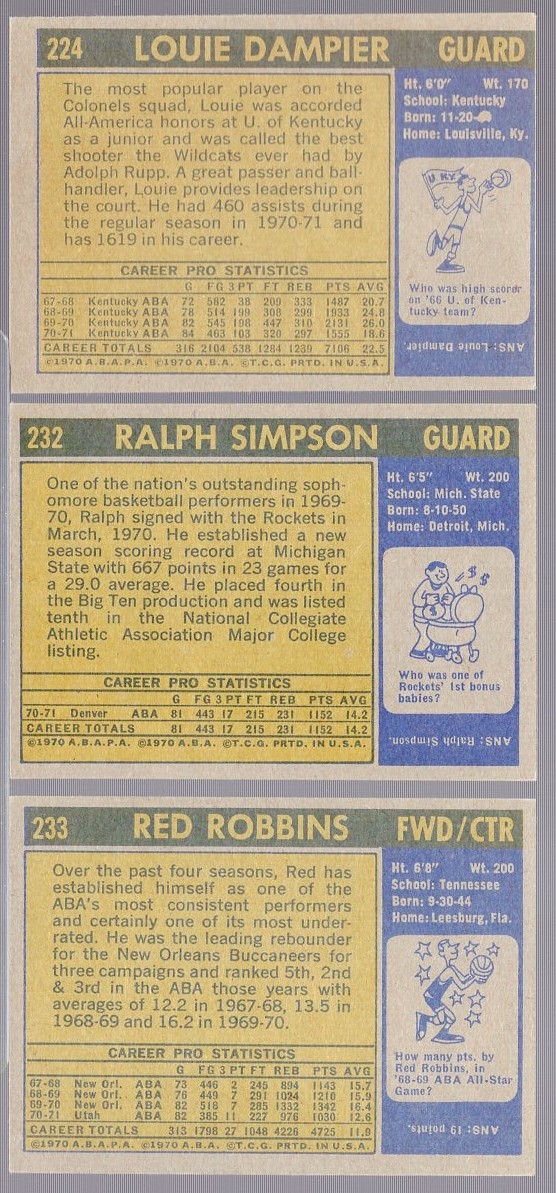 224 LOUIE DAMPIER GUARD
The most popular player on the
Colonels squad, Louie was accorded
All-America honors at U. of Kentucky
as a junior and was called the best
shooter the Wildcats ever had by
Adolph Rupp. A great passer and ball-
handler, Louie provides leadership on
the court. He had 460 assists during
the regular season in 1970-71 and
has 1619 in his career.
CAREER PRO STATISTICS
G FG 3PT FT REB PTS AVG
67-68 Kentucky ABA 72 582 38 209 333 1487 20.7
68-69 Kentucky ABA 78 514 199 308 299 1933 24.8
69-70 Kentucky ABA 82 545 198 447 310 2131 26.0
70-71 Kentucky ABA 84 463 103 320 297 1555 18.6
CAREER TOTALS 316 2104 538 1284 1239 7106 22.5
©1970 A.B.A.P.A. ©1970 A.B.A. ©T.C.G. PRTD. IN U.S.A.
Ht. 6'0" Wt. 170
School: Kentucky
Born: 11-20-
Home: Louisville, Ky.
U KY.
Who was high scorer
on '66 U. of Ken-
tucky team?
ANS: Louie Dampier.
232 RALPH SIMPSON GUARD
One of the nation's outstanding soph-
omore basketball performers in 1969-
70, Ralph signed with the Rockets in
March, 1970. He established a new
season scoring record at Michigan
State with 667 points in 23 games for
a 29.0 average. He placed fourth in
the Big Ten production and was listed
tenth in the National Collegiate
Athletic Association Major College
listing.
CAREER PRO STATISTICS
G FG 3PT FT REB PTS AVG
70-71 Denver ABA 81 443 17 215 231 1152 14.2
CAREER TOTALS 81 443 17 215 231 1152 14.2
©1970 A.B.A.P.A. ©1970 A.B.A. ©T.C.G. PRTD. IN U.S.A.
Ht. 6'5" Wt. 200
School: Mich. State
Born: 8-10-50
Home: Detroit, Mich.
$ $
$
Who was one of
Rockets' 1st bonus
babies?
ANS: Ralph Simpson.
233 RED ROBBINS FWD/CTR
Over the past four seasons, Red has
established himself as one of the
ABA's most consistent performers
and certainly one of its most under-
rated. He was the leading rebounder
for the New Orleans Buccaneers for
three campaigns and ranked 5th, 2nd
& 3rd in the ABA those years with
averages of 12.2 in 1967-68, 13.5 in
1968-69 and 16.2 in 1969-70.
CAREER PRO STATISTICS
G FG 3PT FT REB PTS AVG
67-68 New Orl. ABA 73 446 2 245 894 1143 15.7
68-69 New Orl. ABA 76 449 7 291 1024 1210 15.9
69-70 New Orl. ABA 82 518 7 285 1332 1342 16.4
70-71 Utah ABA 82 385 11 227 976 1030 12.6
CAREER TOTALS 313 1798 27 1048 4226 4725 11.9
©1970 A.B.A.P.A. ©1970 A.B.A. ©T.C.G. PRTD. IN U.S.A.
Ht. 6'8" Wt. 200
School: Tennessee
Born: 9-30-44
Home: Leesburg, Fla.
How many pts. by
Red Robbins, in
'68-69 ABA All-Star
Game?
ANS: 19 points.